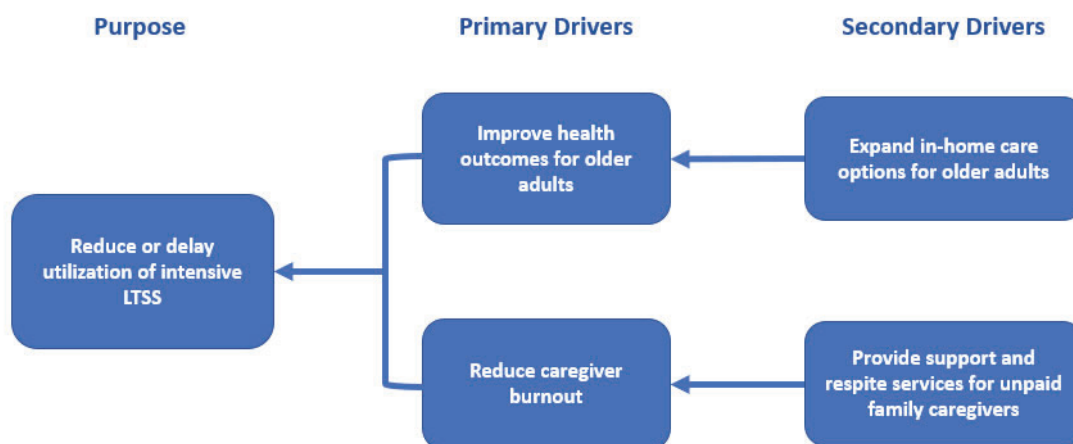 Purpose
Primary Drivers
Secondary Drivers
Improve health
outcomes for older
adults
Expand in-home care
options for older adults
Reduce or delay
utilization of intensive
LTSS
Reduce caregiver
burnout
Provide support and
respite services for unpaid
family caregivers